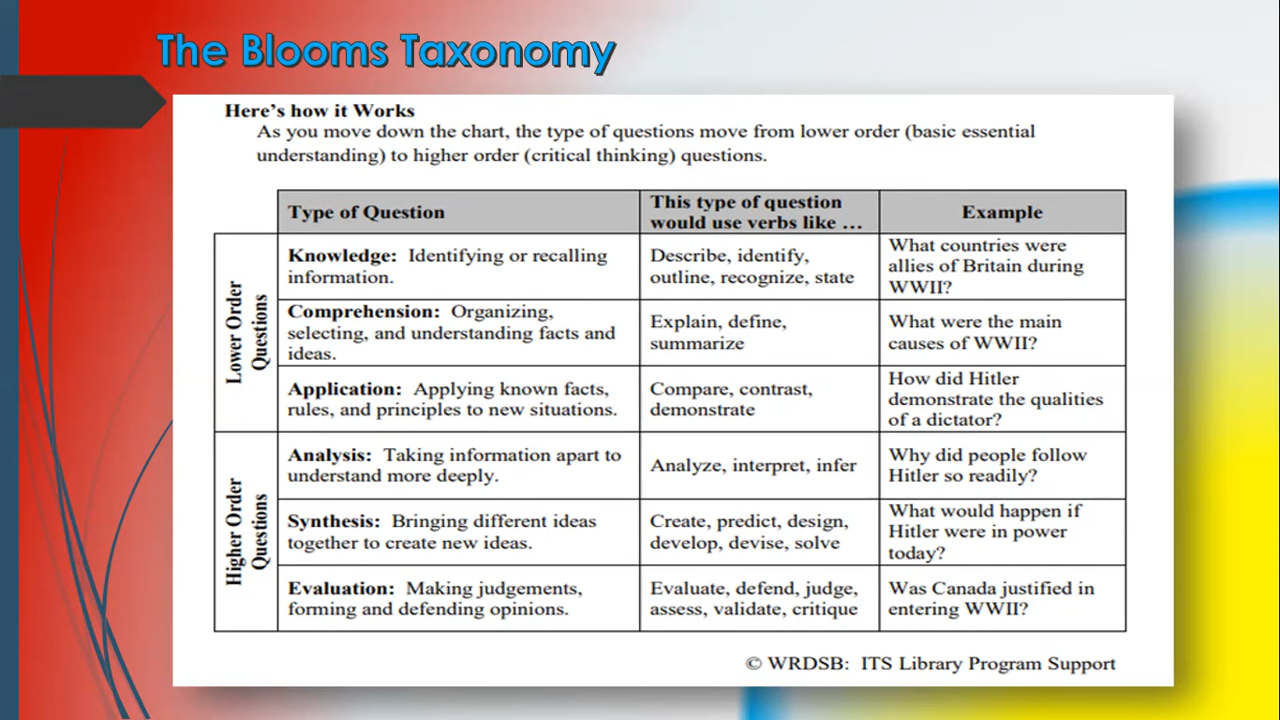 The Blooms Taxonomy
Here's how it Works
As you move down the chart, the type of questions move from lower order (basic essential
understanding) to higher order (critical thinking) questions.
Type of Question
This type of question
would use verbs like …
Example
Lower Order
Questions
Knowledge: Identifying or recalling
information.
Describe, identify,
outline, recognize, state
What countries were
allies of Britain during
WWII?
Comprehension: Organizing,
selecting, and understanding facts and
ideas.
Explain, define,
summarize
What were the main
causes of WWII?
Application: Applying known facts,
rules, and principles to new situations.
Compare, contrast,
demonstrate
How did Hitler
demonstrate the qualities
of a dictator?
Higher Order
Questions
Analysis: Taking information apart to
understand more deeply.
Analyze, interpret, infer
Why did people follow
Hitler so readily?
Synthesis: Bringing different ideas
together to create new ideas.
Create, predict, design,
develop, devise, solve
What would happen if
Hitler were in power
today?
Evaluation: Making judgements,
forming and defending opinions.
Evaluate, defend, judge,
assess, validate, critique
Was Canada justified in
entering WWII?
© WRDSB: ITS Library Program Support